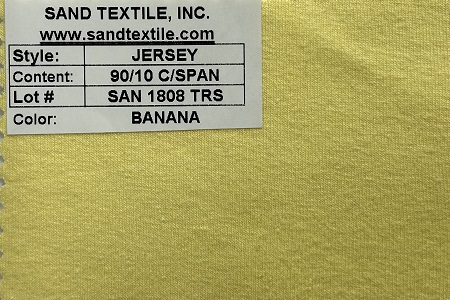 SAND TEXTILE, INC.
www.sandtextile.com
Style: JERSEY
Content: 90/10 C/SPAN
Lot # SAN 1808 TRS
Color: BANANA